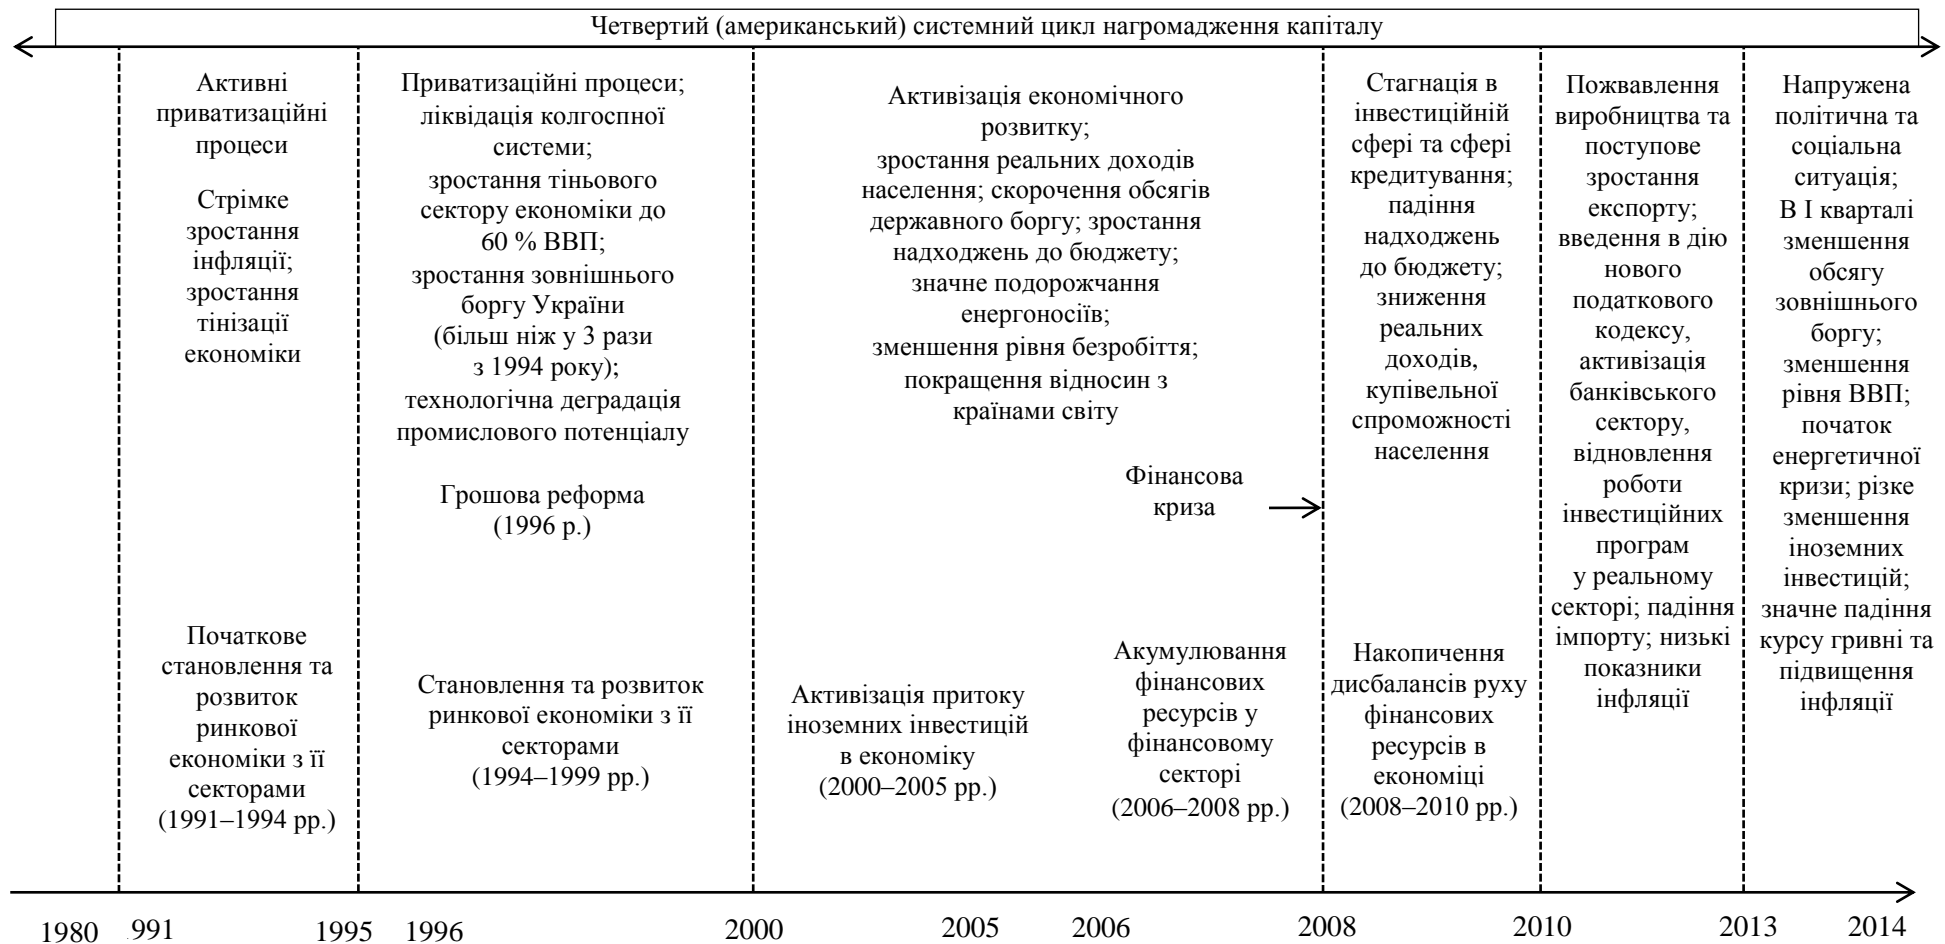 Четвертий (американський) системний цикл нагромадження капіталу
Активні
приватизаційні
процеси
Стрімке
зростання
інфляції;
зростання
тінізації
економіки
Початкове
становлення та
розвиток
ринкової
економіки з її
секторами
(1991–1994 рр.)
Приватизаційні процеси;
ліквідація колгоспної
системи;
зростання тіньового
сектору економіки до
60 % ВВП;
зростання зовнішнього
боргу України
(більш ніж у 3 рази
з 1994 року);
технологічна деградація
промислового потенціалу
Грошова реформа
(1996 р.)
Становлення та розвиток
ринкової економіки з її
секторами
(1994–1999 рр.)
Активізація економічного
розвитку;
зростання реальних доходів
населення; скорочення обсягів
державного боргу; зростання
надходжень до бюджету;
значне подорожчання
енергоносіїв;
зменшення рівня безробіття;
покращення відносин з
країнами світу
Фінансова
криза
Активізація притоку
іноземних інвестицій
в економіку
(2000–2005 рр.)
Акумулювання
фінансових
ресурсів у
фінансовому
секторі
(2006–2008 рр.)
Стагнація в
інвестиційній
сфері та сфері
кредитування;
падіння
надходжень
до бюджету;
зниження
реальних
доходів,
купівельної
спроможності
населення
Накопичення
дисбалансів руху
фінансових
ресурсів в
економіці
(2008–2010 рр.)
Пожвавлення
виробництва та
поступове
зростання
експорту;
введення в дію
нового
податкового
кодексу,
активізація
банківського
сектору,
відновлення
роботи
інвестиційних
програм
у реальному
секторі; падіння
імпорту; низькі
показники
інфляції
Напружена
політична та
соціальна
ситуація;
В І кварталі
зменшення
обсягу
зовнішнього
боргу;
зменшення
рівня ВВП;
початок
енергетичної
кризи; різке
зменшення
іноземних
інвестицій;
значне падіння
курсу гривні та
підвищення
інфляції
1980 991 1995 1996 2000 2005 2006 2008 2010 2013 2014